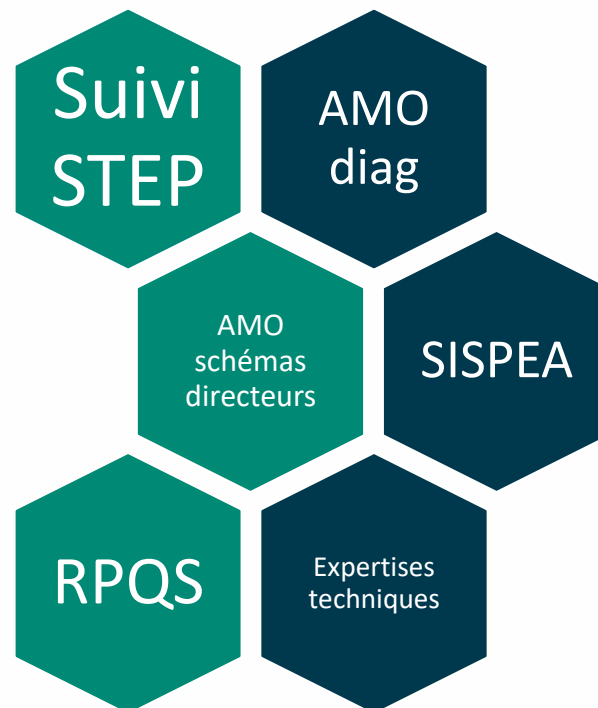 Suivi
STEP
AMO
diag
AMO
schémas
directeurs
SISPEA
RPQS
Expertises
techniques